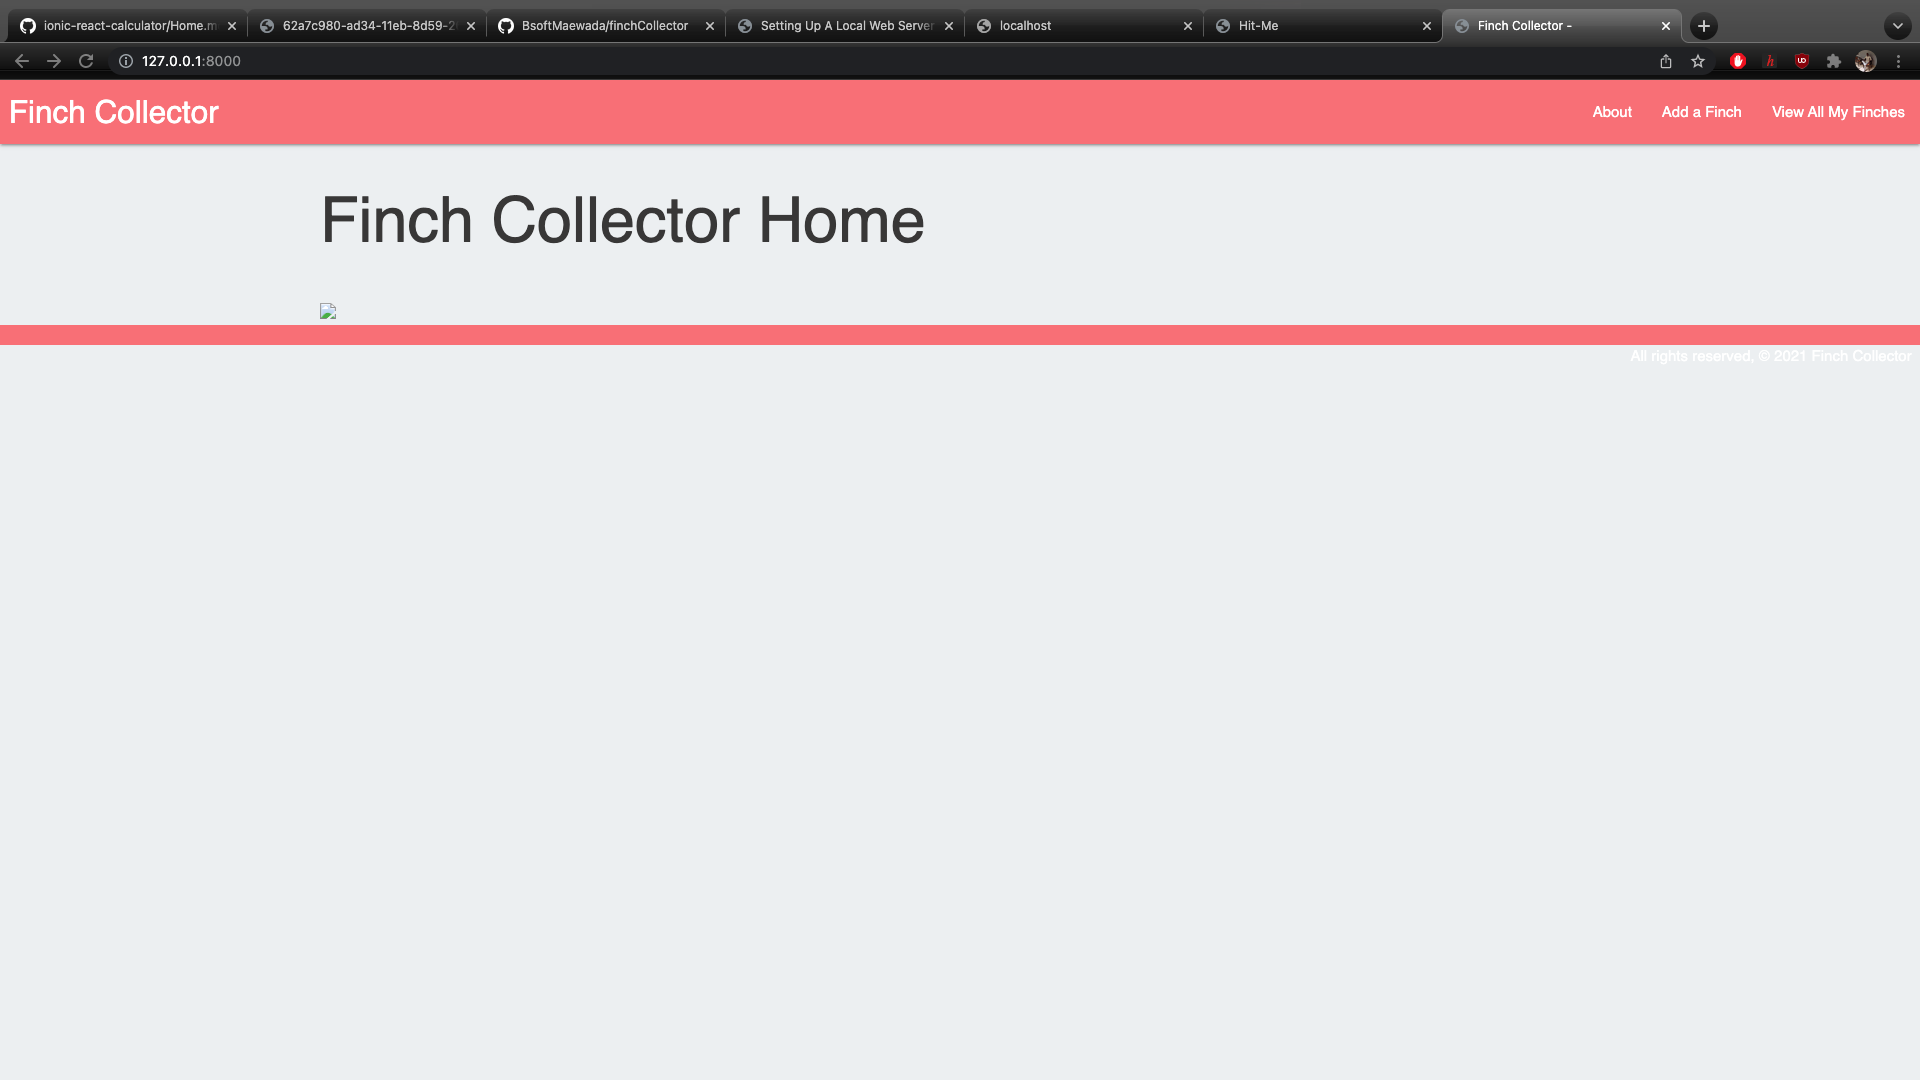 ionic-react-calculator/Home.m
62a7c980-ad34-11eb-8d59-2
BsoftMaewada/finchCollector
Setting Up A Local Web Server
localhost
Hit-Me
Finch Collector -
127.0.0.1:8000
Finch Collector
About
Add a Finch
View All My Finches
Finch Collector Home
All rights reserved, © 2021 Finch Collector